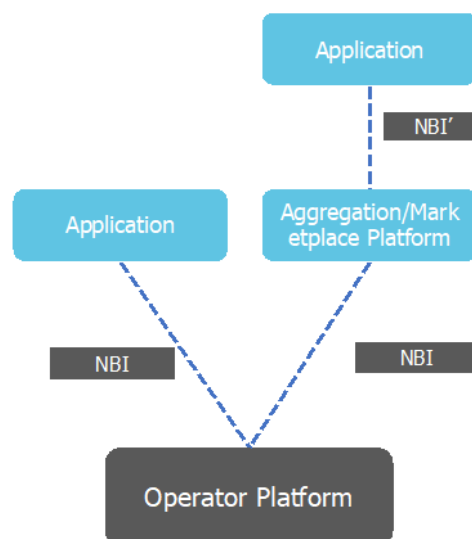 Application
NBI′
Application
Aggregation/Mark
etplace Platform
NBI
NBI
Operator Platform